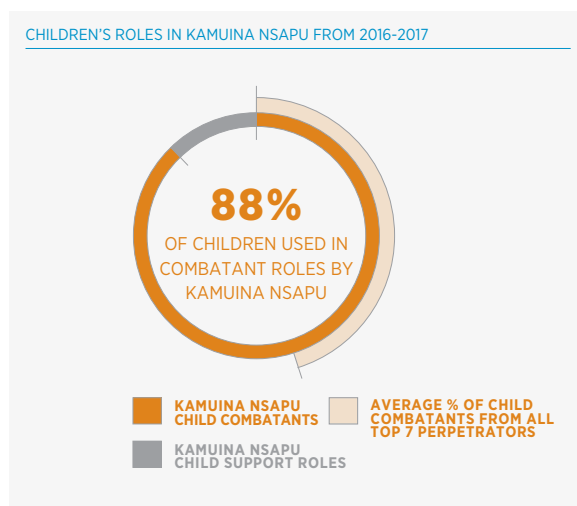 CHILDREN'S ROLES IN KAMUINA NSAPU FROM 2016-2017
88%
OF CHILDREN USED IN
COMBATANT ROLES BY
KAMUINA NSAPU
KAMUINA NSAPU
CHILD COMBATANTS
AVERAGE % OF CHILD
COMBATANTS FROM ALL
TOP 7 PERPETRATORS
KAMUINA NSAPU
CHILD SUPPORT ROLES